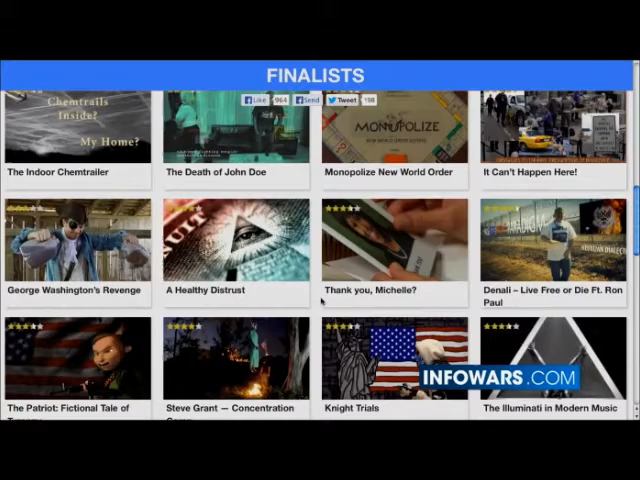 FINALISTS
Like 964 Send Tweet 198
Chemtrails
Inside?
My Home?
MONOPOLIZE
The Indoor Chemtrailer
The Death of John Doe
Monopolize New World Order
It Can't Happen Here!
George Washington's Revenge
A Healthy Distrust
Thank you, Michelle?
Denali – Live Free or Die Ft. Ron
Paul
INFOWARS.COM
The Patriot: Fictional Tale of
Steve Grant — Concentration
Knight Trials
The Illuminati in Modern Music